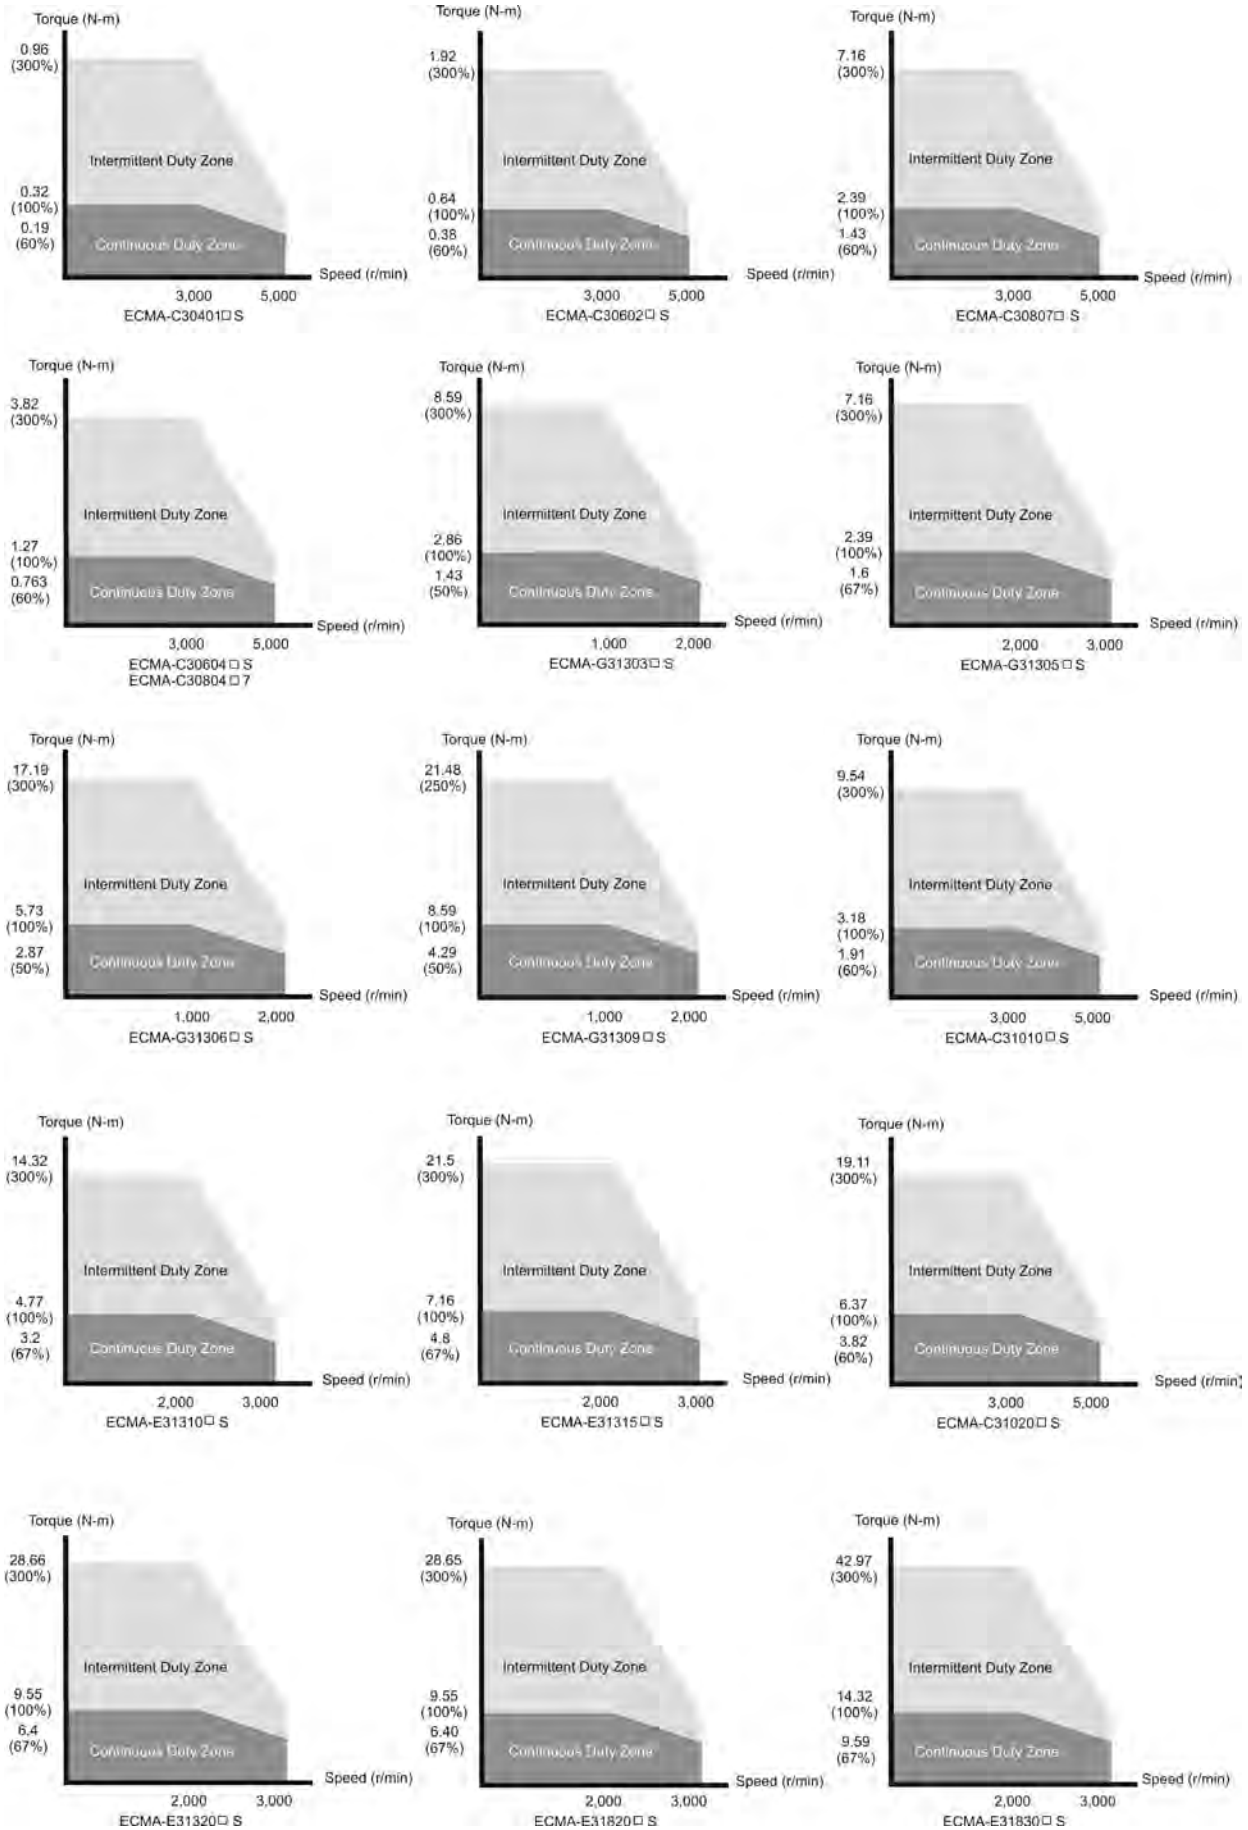 Torque (N-m)
0.96
(300%)
Intermittent Duty Zone
0.32
(100%)
0.19
(60%)
Continuous Duty Zone
Speed (r/min)
3,000 5,000
ECMA-C30401□ S
Torque (N-m)
1.92
(300%)
Intermittent Duty Zone
0.64
(100%)
0.38
(60%)
Continuous Duty Zone
Speed (r/min)
3,000 5,000
ECMA-C30602□ S
Torque (N-m)
7.16
(300%)
Intermittent Duty Zone
2.39
(100%)
1.43
(60%)
Continuous Duty Zone
Speed (r/min)
3,000 5,000
ECMA-C30807□ S
Torque (N-m)
3.82
(300%)
Intermittent Duty Zone
1.27
(100%)
0.763
(60%)
Continuous Duty Zone
Speed (r/min)
3,000 5,000
ECMA-C30604□ S
ECMA-C30804□ 7
Torque (N-m)
8.59
(300%)
Intermittent Duty Zone
2.86
(100%)
1.43
(50%)
Continuous Duty Zone
Speed (r/min)
1,000 2,000
ECMA-G31303□ S
Torque (N-m)
7.16
(300%)
Intermittent Duty Zone
2.39
(100%)
1.6
(67%)
Continuous Duty Zone
Speed (r/min)
2,000 3,000
ECMA-G31305□ S
Torque (N-m)
17.19
(300%)
Intermittent Duty Zone
5.73
(100%)
2.87
(50%)
Continuous Duty Zone
Speed (r/min)
1,000 2,000
ECMA-G31306□ S
Torque (N-m)
21.48
(250%)
Intermittent Duty Zone
8.59
(100%)
4.29
(50%)
Continuous Duty Zone
Speed (r/min)
1,000 2,000
ECMA-G31309□ S
Torque (N-m)
9.54
(300%)
Intermittent Duty Zone
3.18
(100%)
1.91
(60%)
Continuous Duty Zone
Speed (r/min)
3,000 5,000
ECMA-C31010□ S
Torque (N-m)
14.32
(300%)
Intermittent Duty Zone
4.77
(100%)
3.2
(67%)
Continuous Duty Zone
Speed (r/min)
2,000 3,000
ECMA-E31310□ S
Torque (N-m)
21.5
(300%)
Intermittent Duty Zone
7.16
(100%)
4.8
(67%)
Continuous Duty Zone
Speed (r/min)
2,000 3,000
ECMA-E31315□ S
Torque (N-m)
19.11
(300%)
Intermittent Duty Zone
6.37
(100%)
3.82
(60%)
Continuous Duty Zone
Speed (r/min)
3,000 5,000
ECMA-C31020□ S
Torque (N-m)
28.66
(300%)
Intermittent Duty Zone
9.55
(100%)
6.4
(67%)
Continuous Duty Zone
Speed (r/min)
2,000 3,000
ECMA-E31320□ S
Torque (N-m)
28.65
(300%)
Intermittent Duty Zone
9.55
(100%)
6.40
(67%)
Continuous Duty Zone
Speed (r/min)
2,000 3,000
ECMA-E31820□ S
Torque (N-m)
42.97
(300%)
Intermittent Duty Zone
14.32
(100%)
9.59
(67%)
Continuous Duty Zone
Speed (r/min)
2,000 3,000
ECMA-E31830□ S